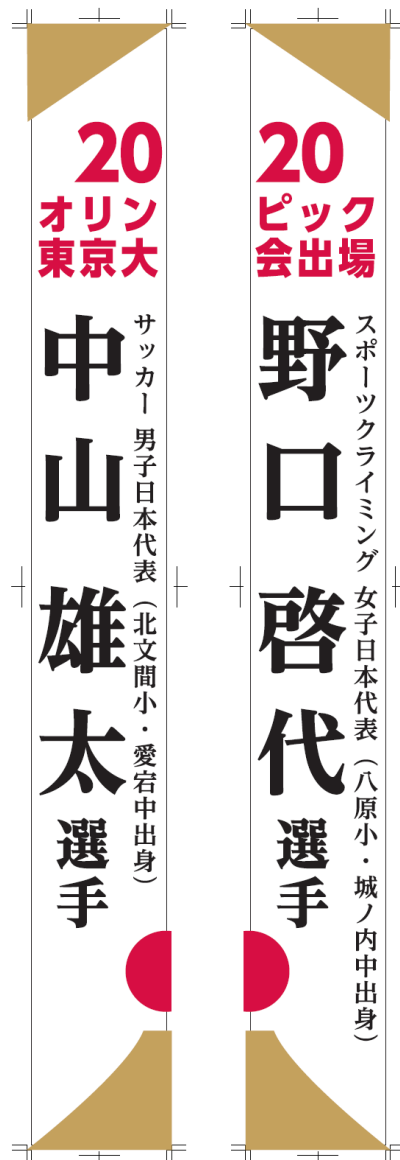 20
オリン
東京大
サッカー 男子日本代表（北文間小・愛宕中出身）
中山雄太選手
20
ピック
会出場
スポーツクライミング 女子日本代表（八原小・城ノ内中出身）
野口啓代選手